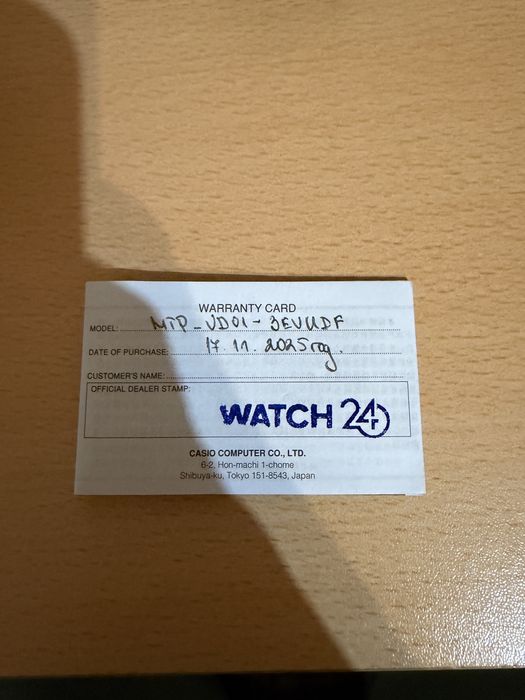 WARRANTY CARD
MODEL: MTP-VD01-3EVUDF
DATE OF PURCHASE: 17.11.2025год.
CUSTOMER'S NAME:
OFFICIAL DEALER STAMP:
WATCH 24
CASIO COMPUTER CO., LTD.
6-2, Hon-machi 1-chome
Shibuya-ku, Tokyo 151-8543, Japan